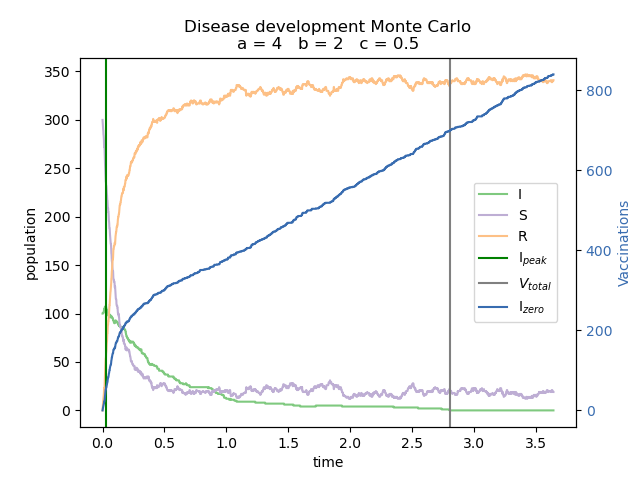 Disease development Monte Carlo
a = 4 b = 2 c = 0.5
350
300
250
200
150
100
50
0
population
800
600
400
200
0
Vaccinations
I
S
R
I_peak
V_total
I_zero
0.0 0.5 1.0 1.5 2.0 2.5 3.0 3.5
time